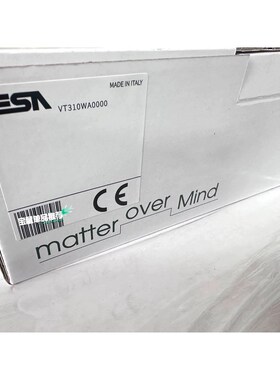 ESA
MADE IN ITALY
VT310WA0000
CE
matter over Mind